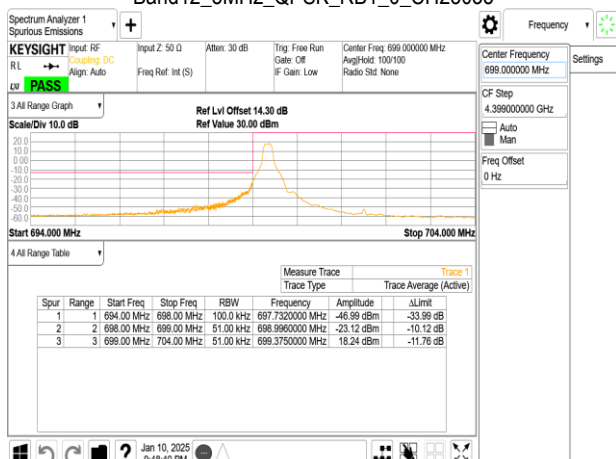 Spectrum Analyzer 1
Spurious Emissions
+
Frequency
KEYSIGHT Input: RF Input Z: 50 Ω Atten: 30 dB Trig: Free Run Center Freq: 699.000000 MHz
RL Coupling: DC Gate: Off Avg|Hold: 100/100
Align: Auto Freq Ref: Int (S) IF Gain: Low Radio Std: None
PASS
Center Frequency
699.000000 MHz
Settings
CF Step
4.399000000 GHz
Auto
Man
Freq Offset
0 Hz
3 All Range Graph
Ref Lvl Offset 14.30 dB
Scale/Div 10.0 dB Ref Value 30.00 dBm
20.0
10.0
0.00
-10.0
-20.0
-30.0
-40.0
-50.0
-60.0
Start 694.000 MHz Stop 704.000 MHz
4 All Range Table
Measure Trace Trace 1
Trace Type Trace Average (Active)
Spur Range Start Freq Stop Freq RBW Frequency Amplitude ΔLimit
1 1 694.00 MHz 698.00 MHz 100.0 kHz 697.7320000 MHz -46.99 dBm -33.99 dB
2 2 698.00 MHz 699.00 MHz 51.00 kHz 698.9960000 MHz -23.12 dBm -10.12 dB
3 3 699.00 MHz 704.00 MHz 51.00 kHz 699.3750000 MHz 18.24 dBm -11.76 dB
? Jan 10, 2025